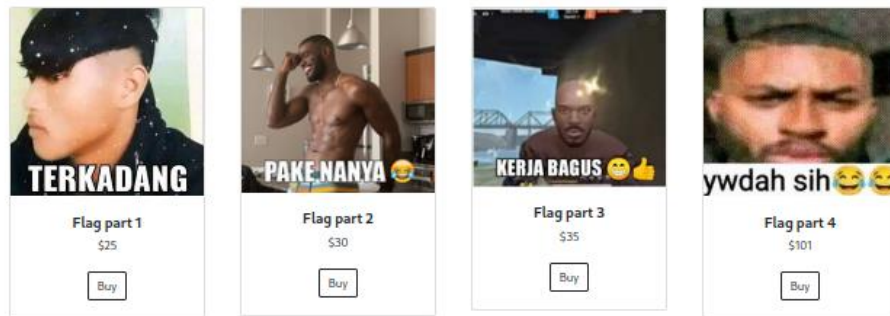 TERKADANG
Flag part 1
$25
Buy
PAKE NANYA 😂
Flag part 2
$30
Buy
KERJA BAGUS 😁👍
Flag part 3
$35
Buy
ywdah sih😂😂
Flag part 4
$101
Buy